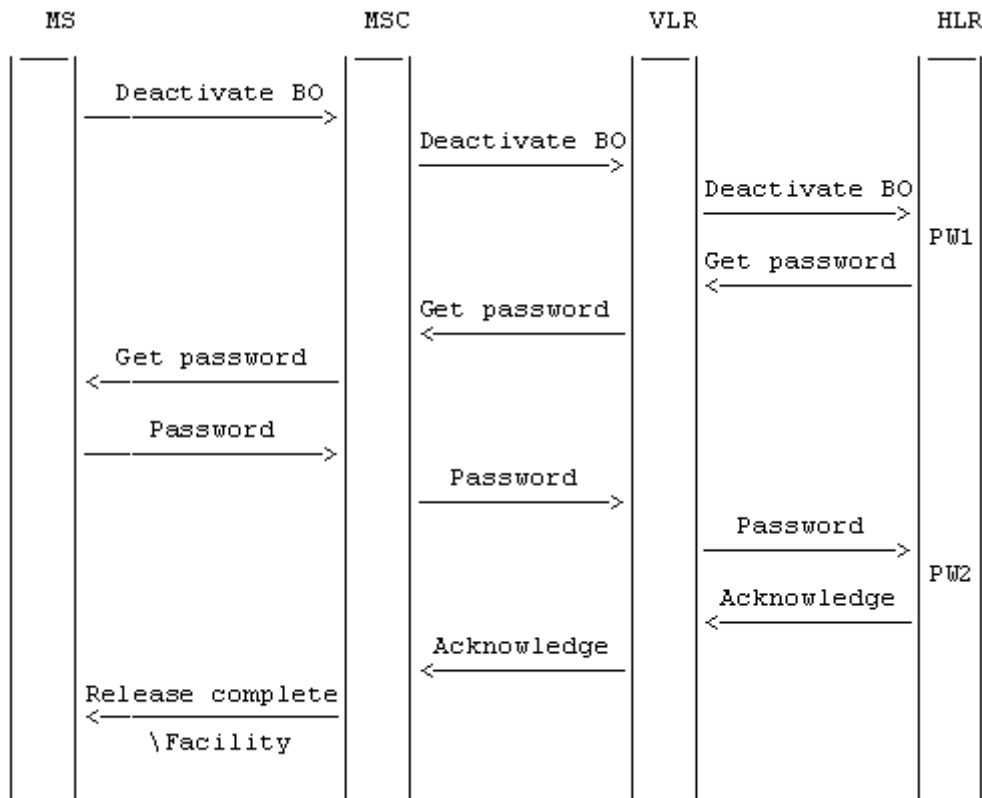 MS MSC VLR HLR
Deactivate BO
Deactivate BO
Deactivate BO
PW1
Get password
Get password
Get password
Password
Password
Password
PW2
Acknowledge
Acknowledge
Release complete
\Facility